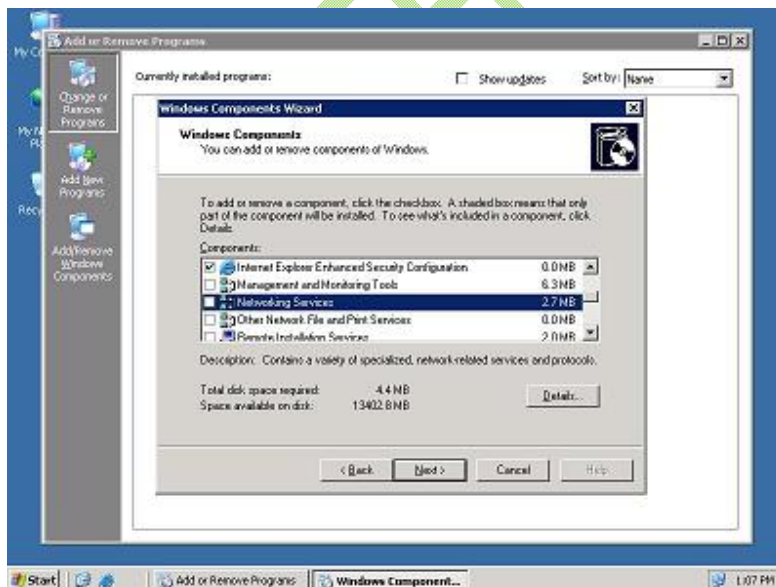 Add or Remove Programs
My Co
Currently installed programs:
Show updates
Sort by: Name
Change or
Remove
Programs
Add New
Programs
Add/Remove
Windows
Components
My N
Recy
Windows Components Wizard
Windows Components
You can add or remove components of Windows.
To add or remove a component, click the checkbox. A shaded box means that only
part of the component will be installed. To see what's included in a component, click
Details.
Components:
Internet Explorer Enhanced Security Configuration 0.0 MB
Management and Monitoring Tools 6.3 MB
Networking Services 2.7 MB
Other Network File and Print Services 0.0 MB
Remote Installation Services 2.0 MB
Description: Contains a variety of specialized, network-related services and protocols.
Total disk space required: 4.4 MB
Space available on disk: 13402.8 MB
Details...
< Back
Next >
Cancel
Help
Start
Add or Remove Programs
Windows Component...
1:07 PM